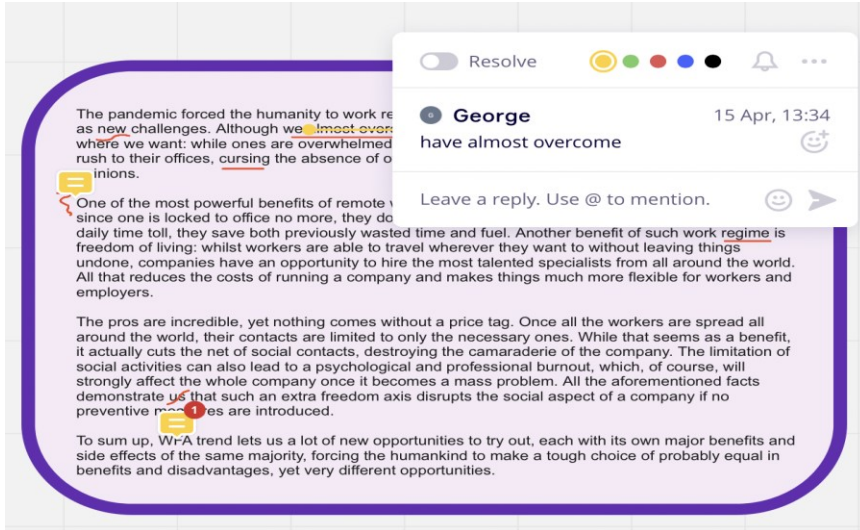 Resolve
George 15 Apr, 13:34
have almost overcome
Leave a reply. Use @ to mention.
The pandemic forced the humanity to work
as new challenges. Although we almost
where we want: while ones are overwhelmed
rush to their offices, cursing the absence of
One of the most powerful benefits of remote
since one is locked to office no more, they
daily time toll, they save both previously wasted time and fuel. Another benefit of such work regime is
freedom of living: whilst workers are able to travel wherever they want to without leaving things
undone, companies have an opportunity to hire the most talented specialists from all around the world.
All that reduces the costs of running a company and makes things much more flexible for workers and
employers.
The pros are incredible, yet nothing comes without a price tag. Once all the workers are spread all
around the world, their contacts are limited to only the necessary ones. While that seems as a benefit,
it actually cuts the net of social contacts, destroying the camaraderie of the company. The limitation of
social activities can also lead to a psychological and professional burnout, which, of course, will
strongly affect the whole company once it becomes a mass problem. All the aforementioned facts
demonstrate us that such an extra freedom axis disrupts the social aspect of a company if no
preventive measures are introduced.
1
To sum up, WFA trend lets us a lot of new opportunities to try out, each with its own major benefits and
side effects of the same majority, forcing the humankind to make a tough choice of probably equal in
benefits and disadvantages, yet very different opportunities.